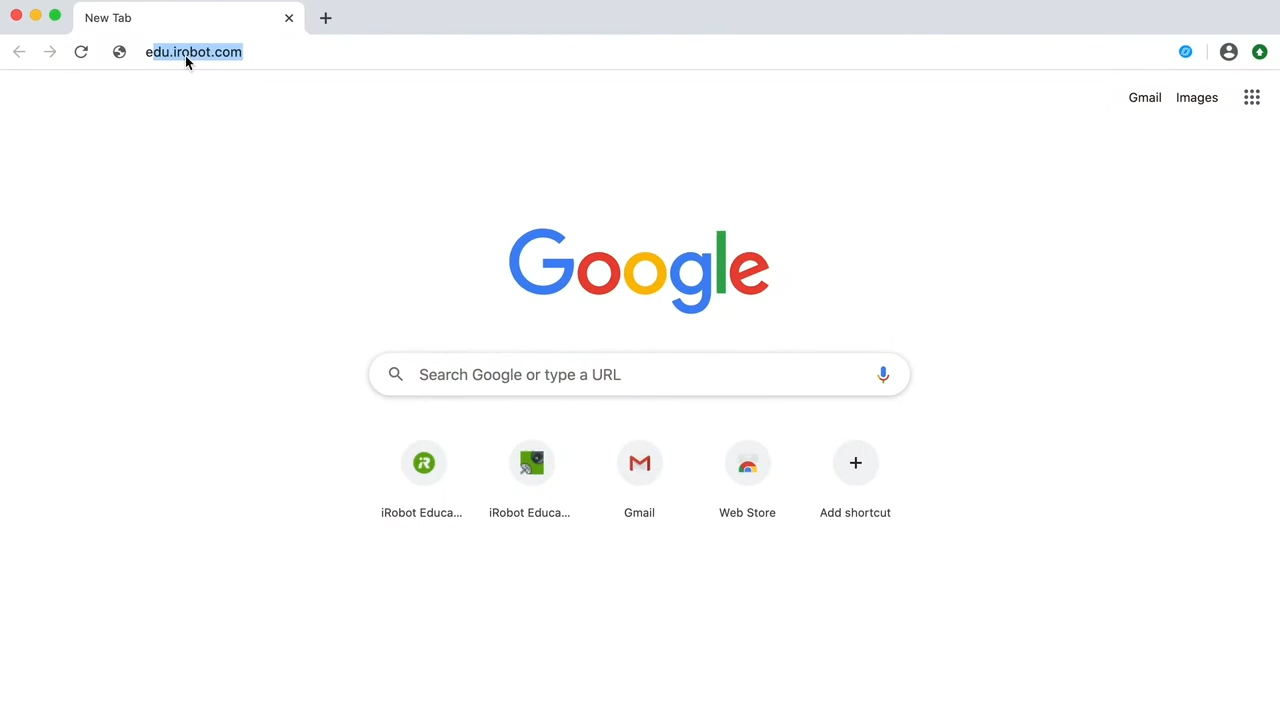 New Tab
edu.irobot.com
Gmail Images
Google
Search Google or type a URL
iRobot Educa... iRobot Educa... Gmail Web Store Add shortcut